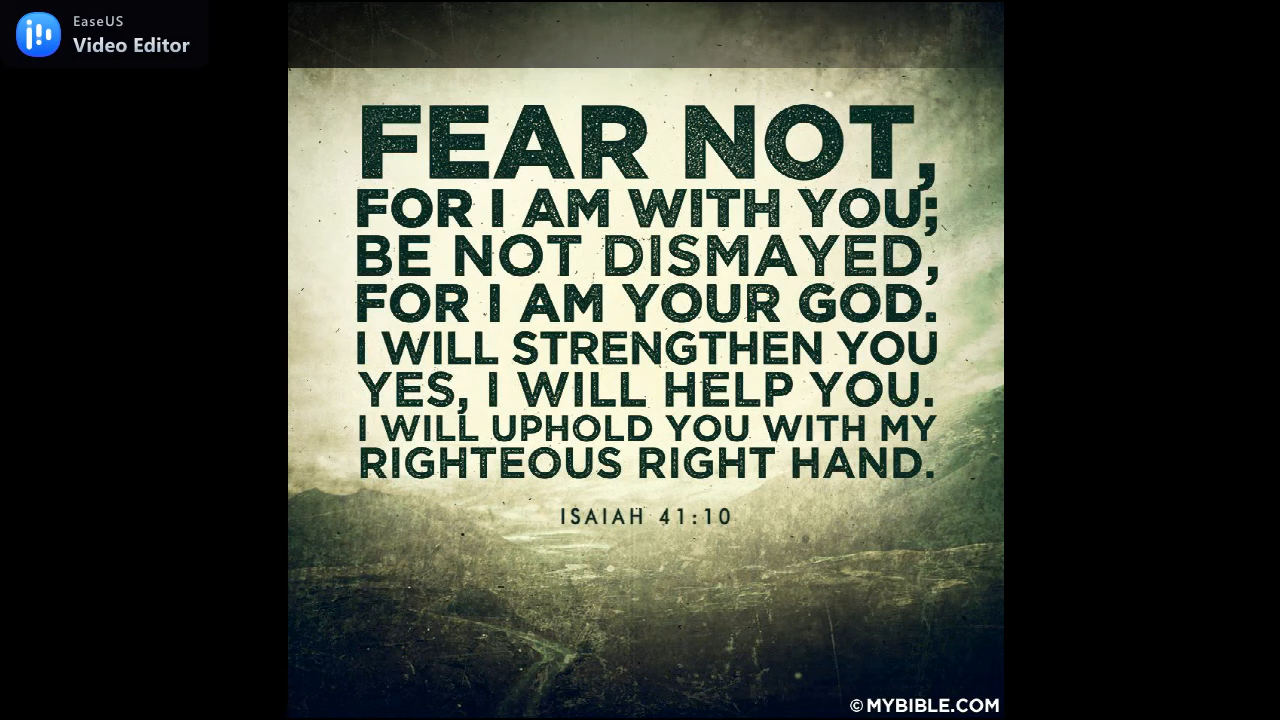 EaseUS
Video Editor
FEAR NOT,
FOR I AM WITH YOU;
BE NOT DISMAYED,
FOR I AM YOUR GOD.
I WILL STRENGTHEN YOU
YES, I WILL HELP YOU.
I WILL UPHOLD YOU WITH MY
RIGHTEOUS RIGHT HAND.
ISAIAH 41:10
© MYBIBLE.COM